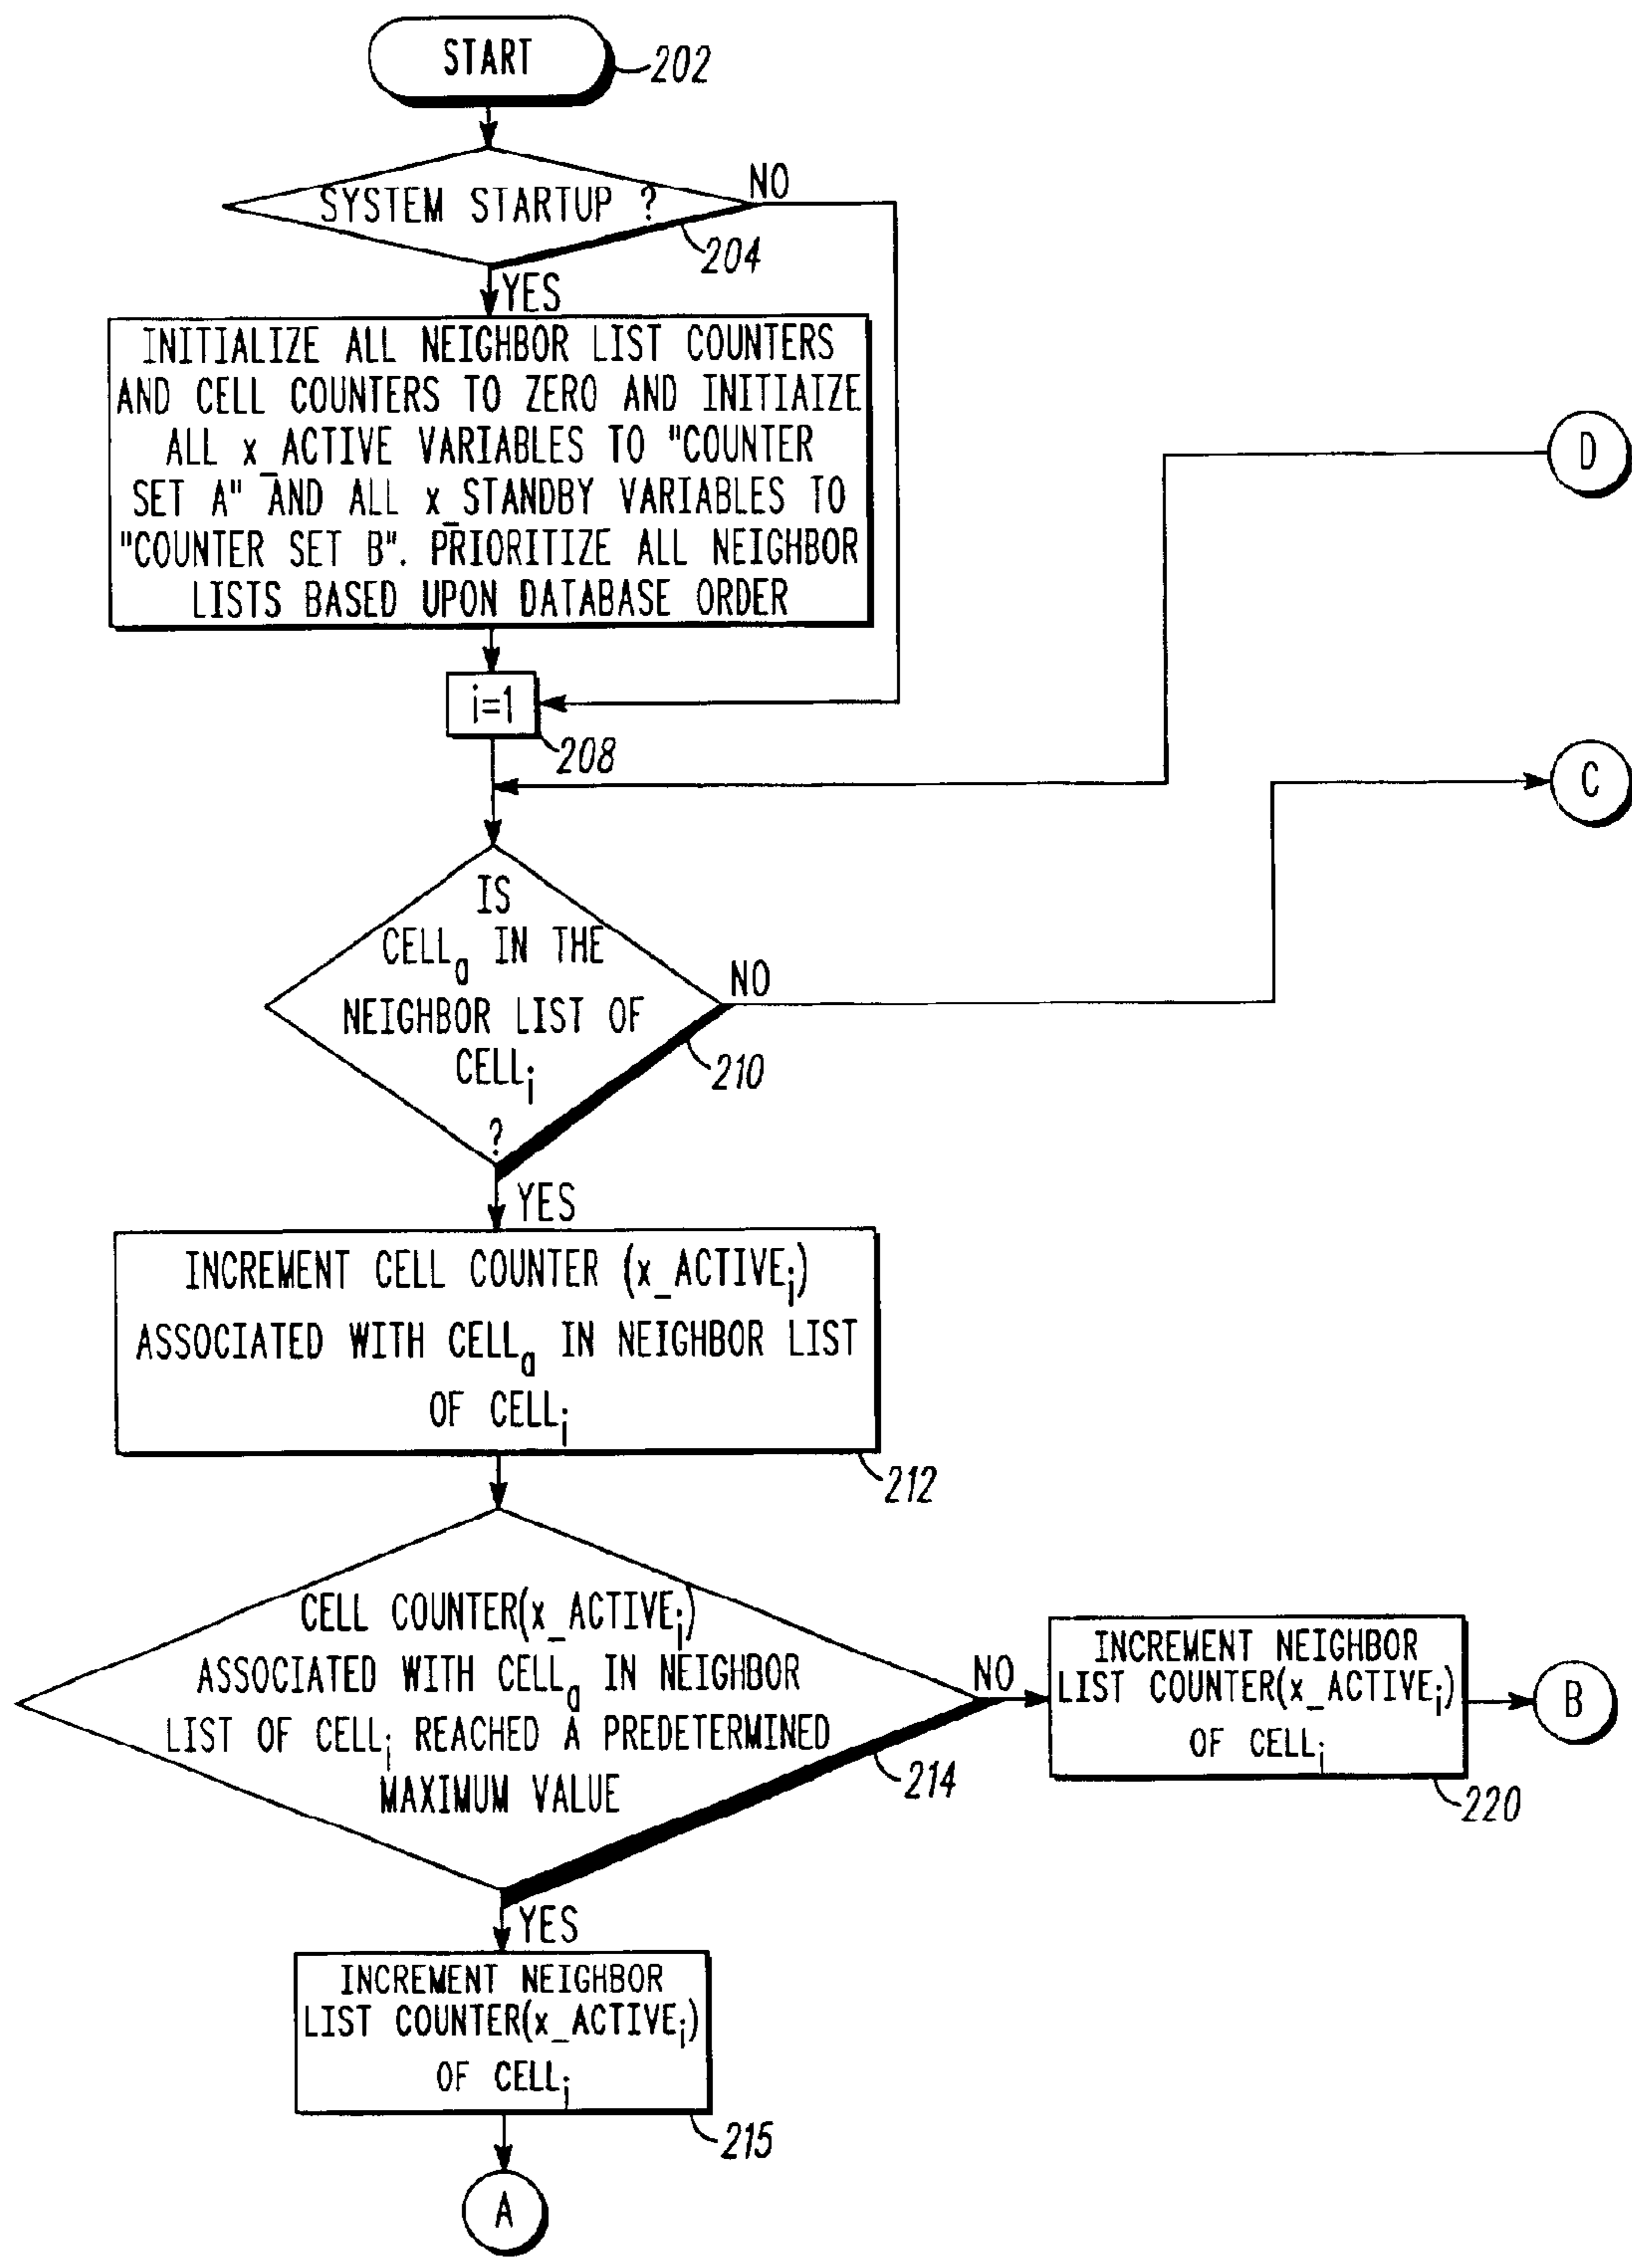 START
202
SYSTEM STARTUP ?
NO
204
YES
INITIALIZE ALL NEIGHBOR LIST COUNTERS
AND CELL COUNTERS TO ZERO AND INITIAIZE
ALL x_ACTIVE VARIABLES TO "COUNTER
SET A" AND ALL x_STANDBY VARIABLES TO
"COUNTER SET B". PRIORITIZE ALL NEIGHBOR
LISTS BASED UPON DATABASE ORDER
D
i=1
208
C
IS
CELLa IN THE
NEIGHBOR LIST OF
CELLi
?
NO
210
YES
INCREMENT CELL COUNTER (x_ACTIVEi)
ASSOCIATED WITH CELLa IN NEIGHBOR LIST
OF CELLi
212
CELL COUNTER(x_ACTIVEi)
ASSOCIATED WITH CELLa IN NEIGHBOR
LIST OF CELLi REACHED A PREDETERMINED
MAXIMUM VALUE
NO
214
INCREMENT NEIGHBOR
LIST COUNTER(x_ACTIVEi)
OF CELLi
220
B
YES
INCREMENT NEIGHBOR
LIST COUNTER(x_ACTIVEi)
OF CELLi
215
A